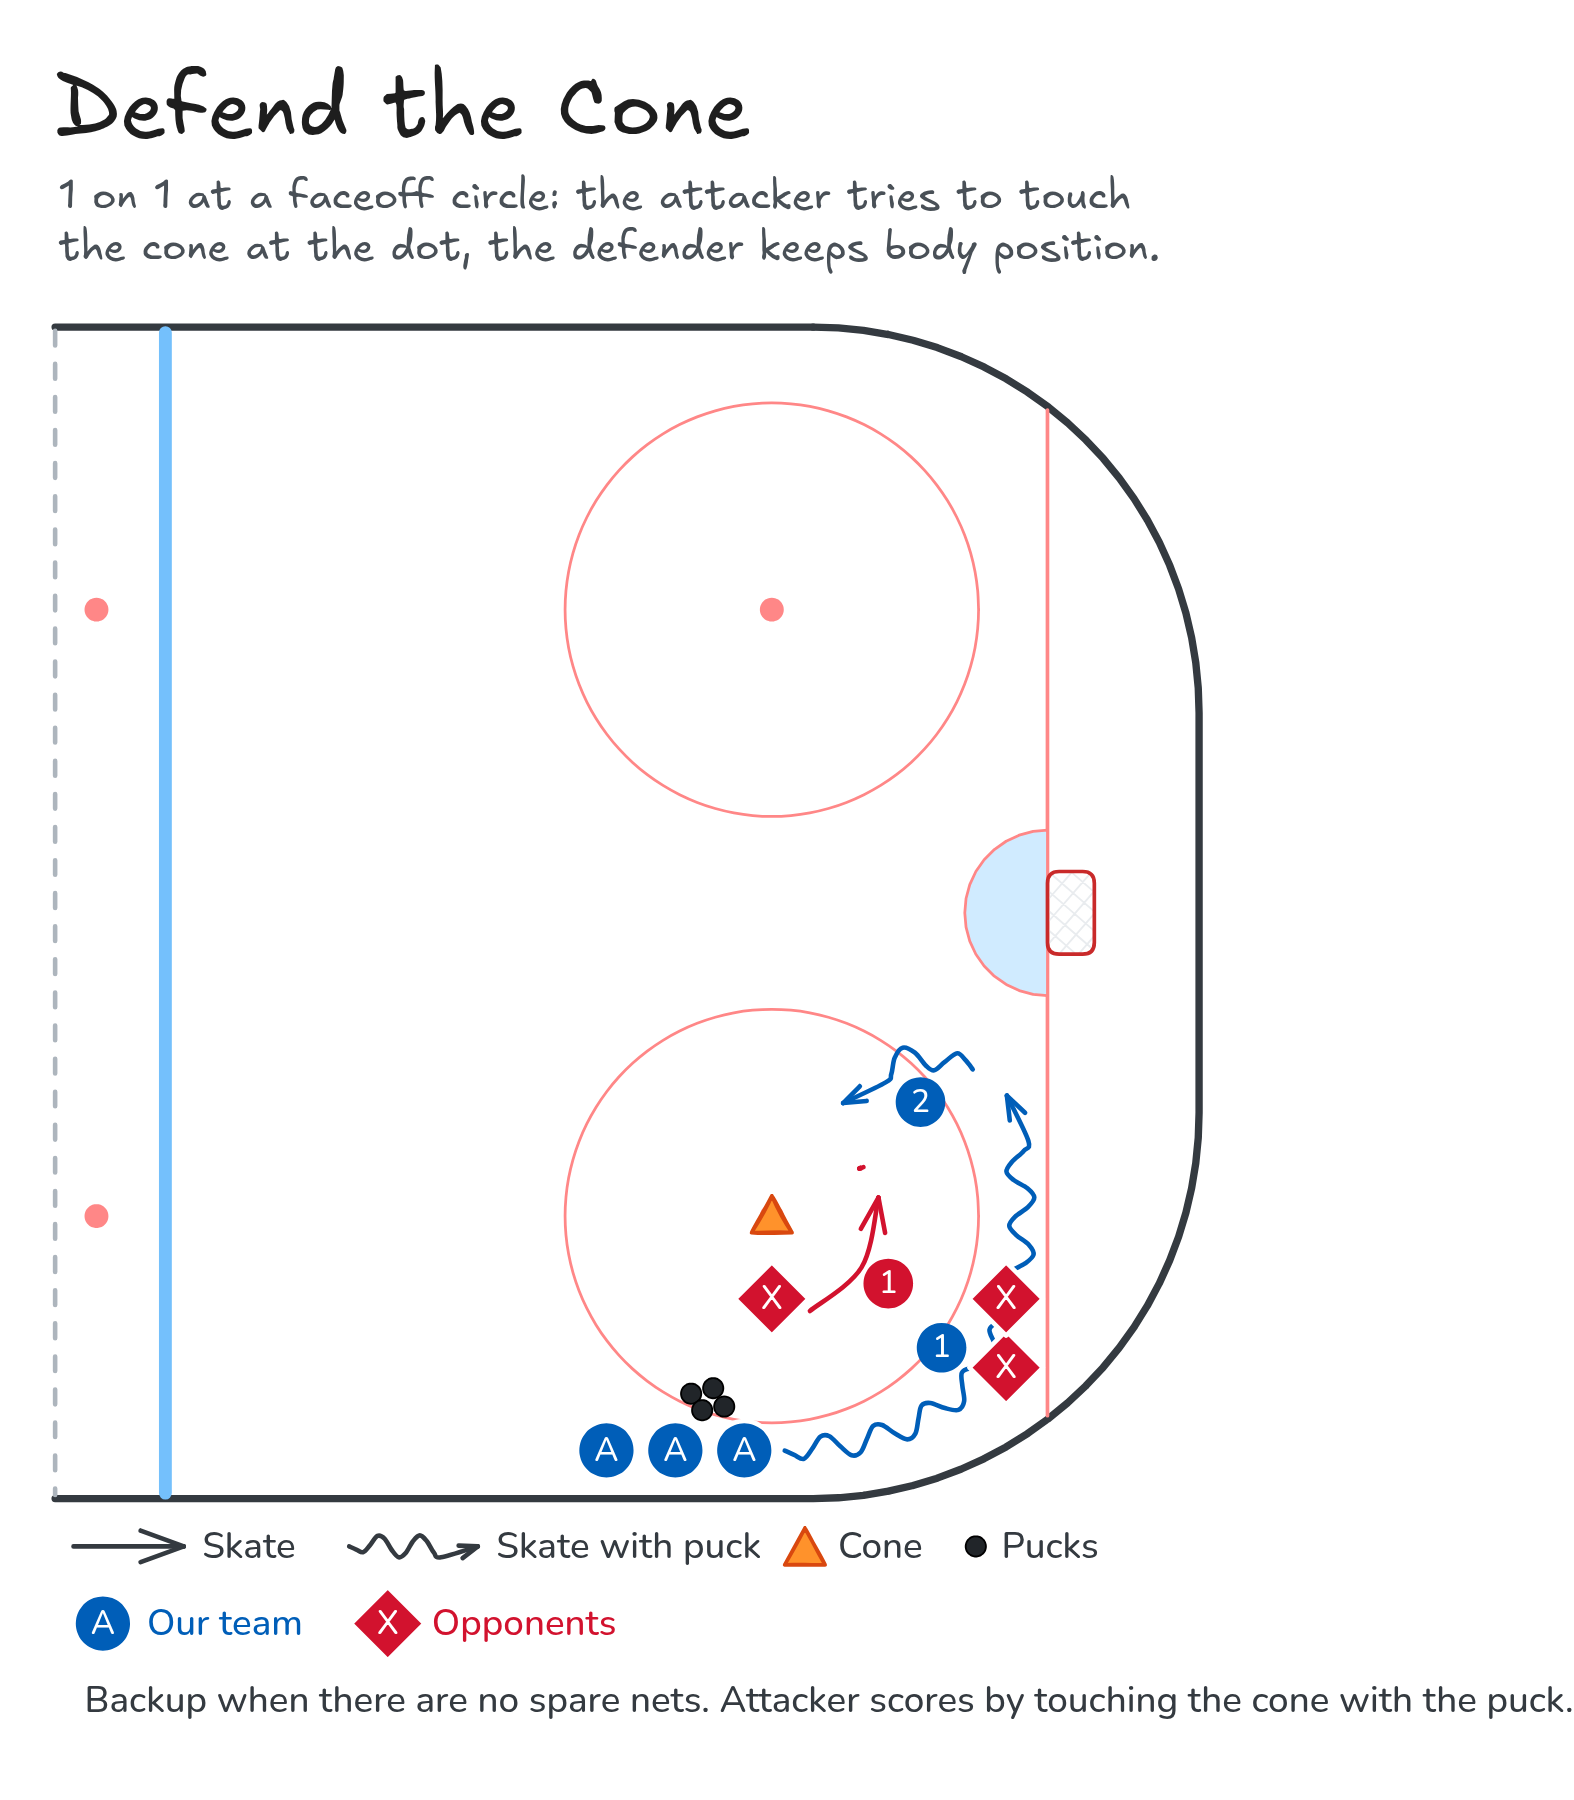 Defend the Cone
1 on 1 at a faceoff circle: the attacker tries to touch
the cone at the dot, the defender keeps body position.
2
X
1
X
1
X
A A A
Skate Skate with puck Cone Pucks
A Our team X Opponents
Backup when there are no spare nets. Attacker scores by touching the cone with the puck.